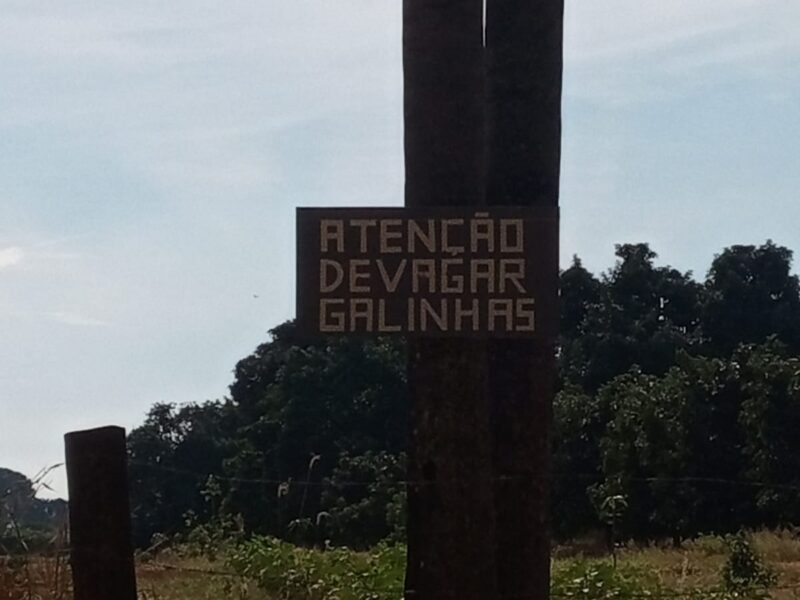 ATENÇÃO
DEVAGAR
GALINHAS